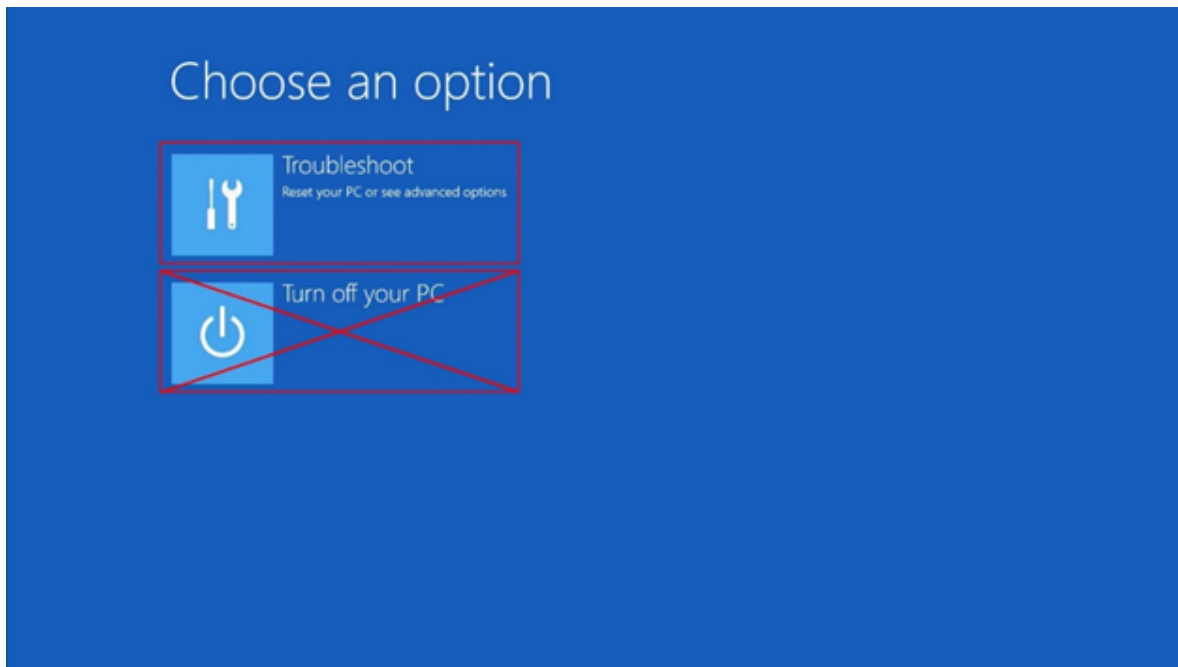 Choose an option
Troubleshoot
Reset your PC or see advanced options
Turn off your PC